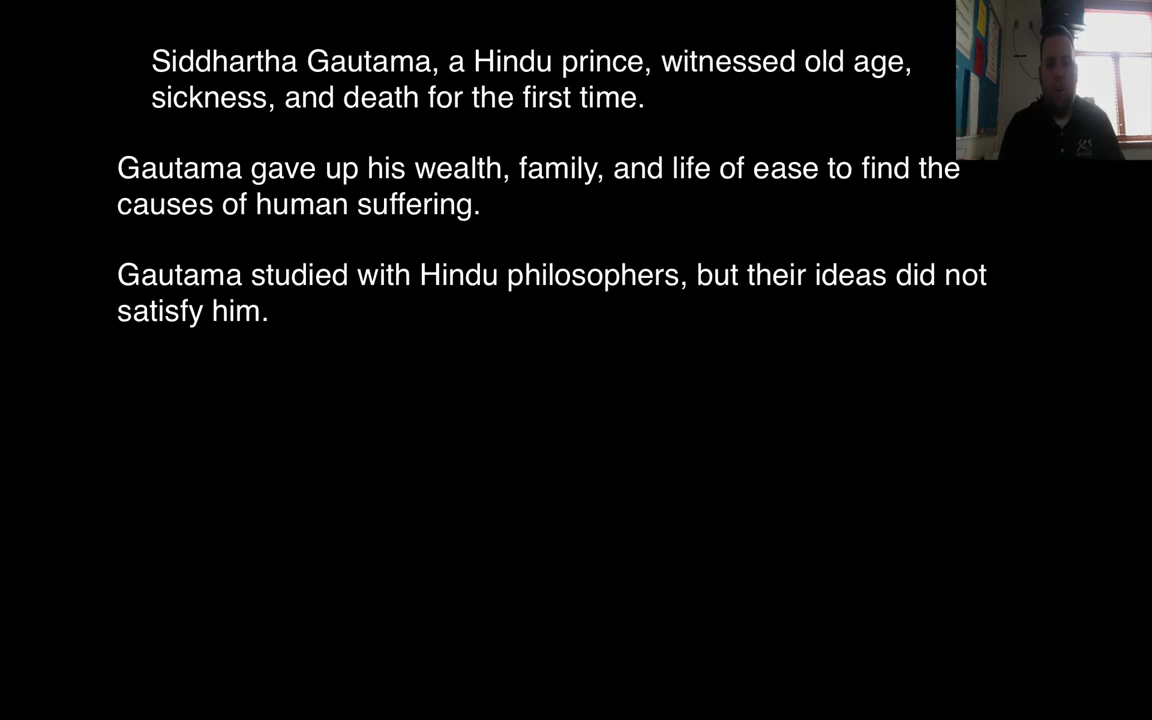 Siddhartha Gautama, a Hindu prince, witnessed old age,
sickness, and death for the first time.
Gautama gave up his wealth, family, and life of ease to find the
causes of human suffering.
Gautama studied with Hindu philosophers, but their ideas did not
satisfy him.